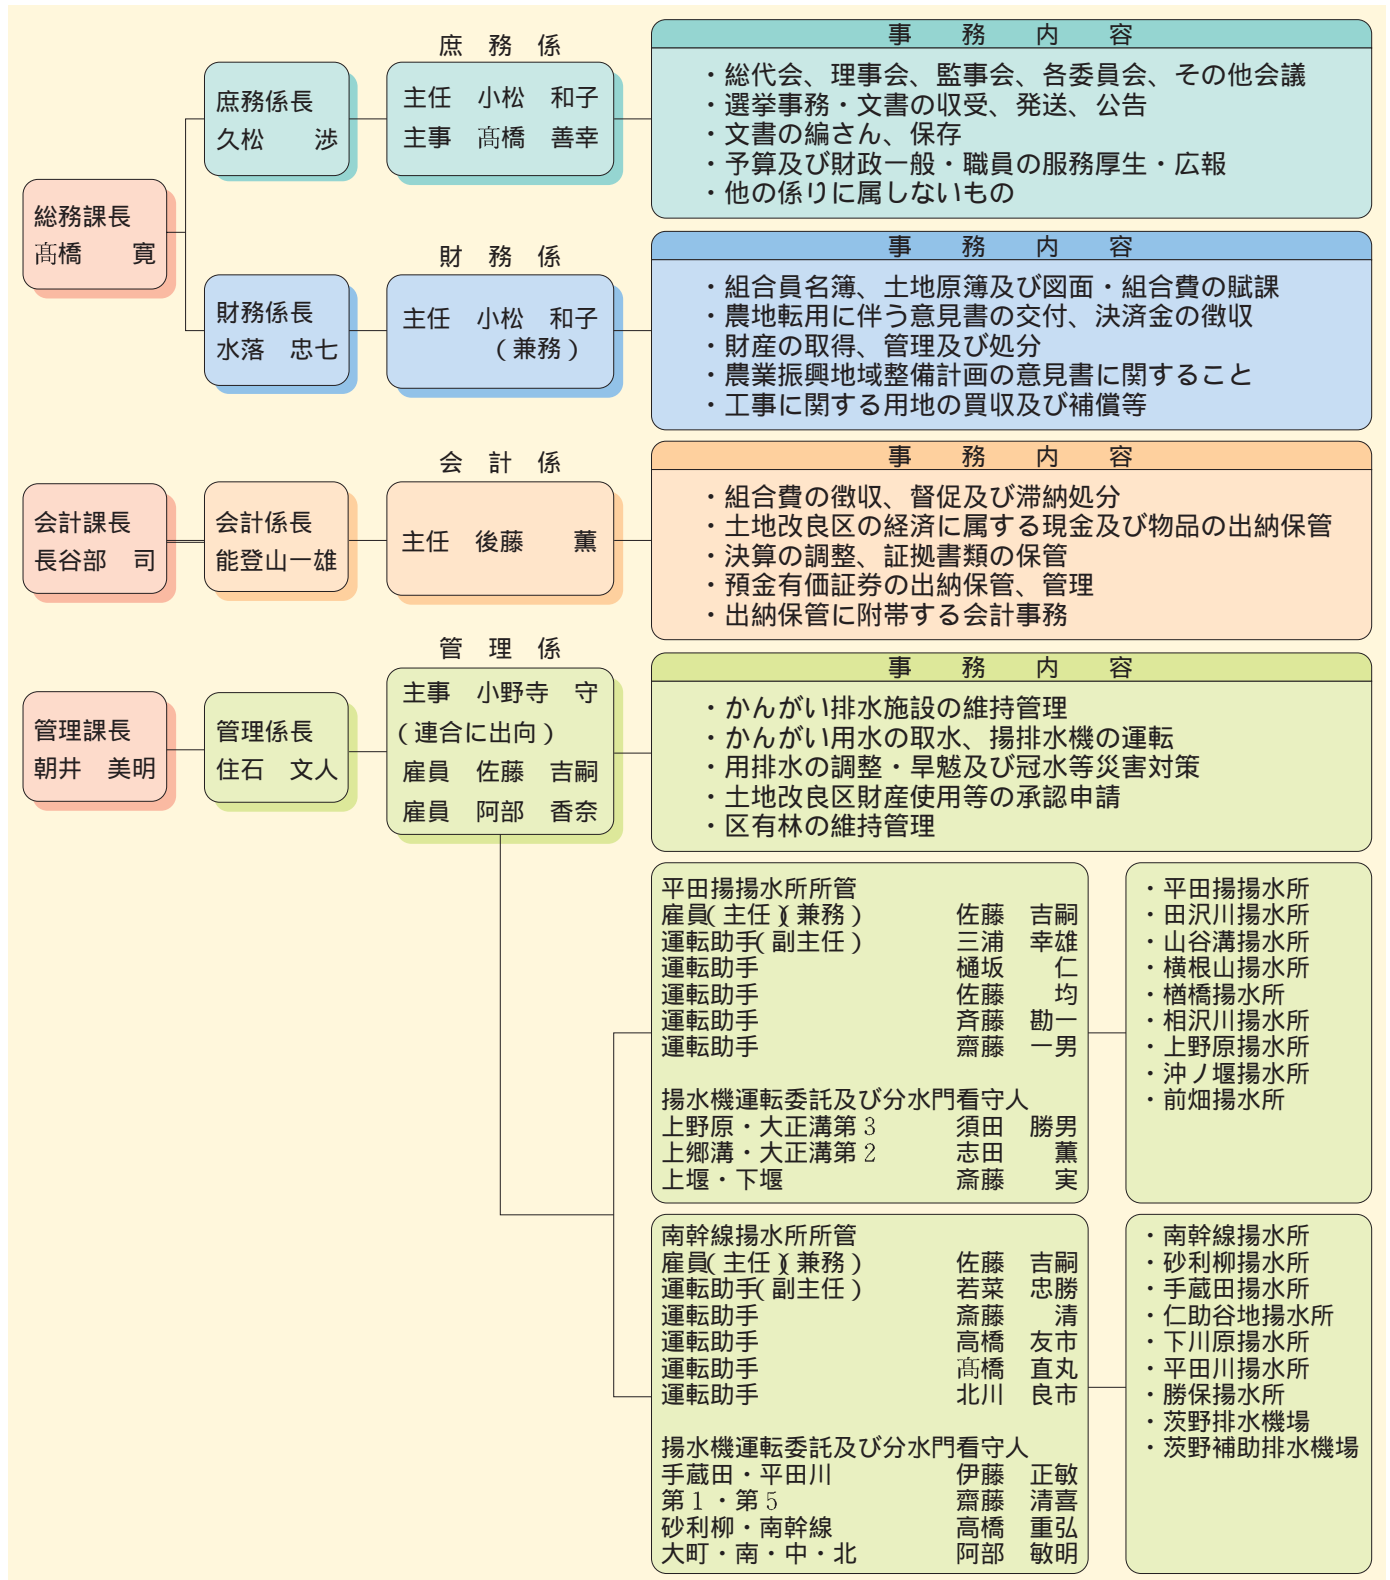 総務課長
髙橋　寛
庶務係長
久松　渉
庶　務　係
主任　小松　和子
主事　髙橋　善幸
事　務　内　容
・総代会、理事会、監事会、各委員会、その他会議
・選挙事務・文書の収受、発送、公告
・文書の編さん、保存
・予算及び財政一般・職員の服務厚生・広報
・他の係りに属しないもの
財務係長
水落　忠七
財　務　係
主任　小松　和子
（兼務）
事　務　内　容
・組合員名簿、土地原簿及び図面・組合費の賦課
・農地転用に伴う意見書の交付、決済金の徴収
・財産の取得、管理及び処分
・農業振興地域整備計画の意見書に関すること
・工事に関する用地の買収及び補償等
会計課長
長谷部　司
会計係長
能登山一雄
会　計　係
主任　後藤　薫
事　務　内　容
・組合費の徴収、督促及び滞納処分
・土地改良区の経済に属する現金及び物品の出納保管
・決算の調整、証拠書類の保管
・預金有価証券の出納保管、管理
・出納保管に附帯する会計事務
管理課長
朝井　美明
管理係長
住石　文人
管　理　係
主事　小野寺　守
（連合に出向）
雇員　佐藤　吉嗣
雇員　阿部　香奈
事　務　内　容
・かんがい排水施設の維持管理
・かんがい用水の取水、揚排水機の運転
・用排水の調整・旱魃及び冠水等災害対策
・土地改良区財産使用等の承認申請
・区有林の維持管理
平田揚揚水所所管
雇員（主任）（兼務）　佐藤　吉嗣
運転助手（副主任）　三浦　幸雄
運転助手　樋坂　仁
運転助手　佐藤　均
運転助手　斉藤　勘一
運転助手　齋藤　一男
揚水機運転委託及び分水門看守人
上野原・大正溝第３　須田　勝男
上郷溝・大正溝第２　志田　薫
上堰・下堰　斎藤　実
・平田揚揚水所
・田沢川揚水所
・山谷溝揚水所
・横根山揚水所
・楢橋揚水所
・相沢川揚水所
・上野原揚水所
・沖ノ堰揚水所
・前畑揚水所
南幹線揚水所所管
雇員（主任）（兼務）　佐藤　吉嗣
運転助手（副主任）　若菜　忠勝
運転助手　斎藤　清
運転助手　高橋　友市
運転助手　髙橋　直丸
運転助手　北川　良市
揚水機運転委託及び分水門看守人
手蔵田・平田川　伊藤　正敏
第１・第５　齋藤　清喜
砂利柳・南幹線　高橋　重弘
大町・南・中・北　阿部　敏明
・南幹線揚水所
・砂利柳揚水所
・手蔵田揚水所
・仁助谷地揚水所
・下川原揚水所
・平田川揚水所
・勝保揚水所
・茨野排水機場
・茨野補助排水機場